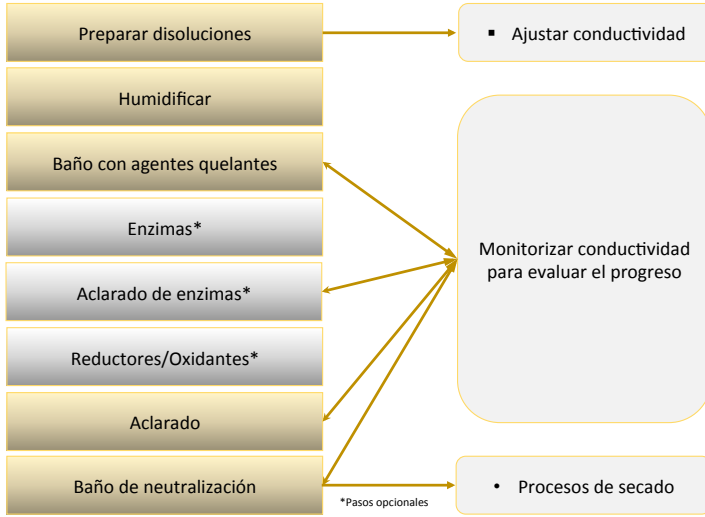 Preparar disoluciones
▪ Ajustar conductividad
Humidificar
Baño con agentes quelantes
Enzimas*
Monitorizar conductividad
para evaluar el progreso
Aclarado de enzimas*
Reductores/Oxidantes*
Aclarado
Baño de neutralización
• Procesos de secado
*Pasos opcionales